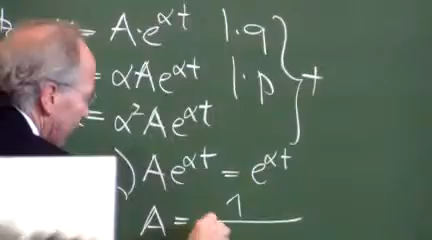 = A·e^αt |·q
= αAe^αt |·p +
= α²Ae^αt
)Ae^αt = e^αt
A = 1